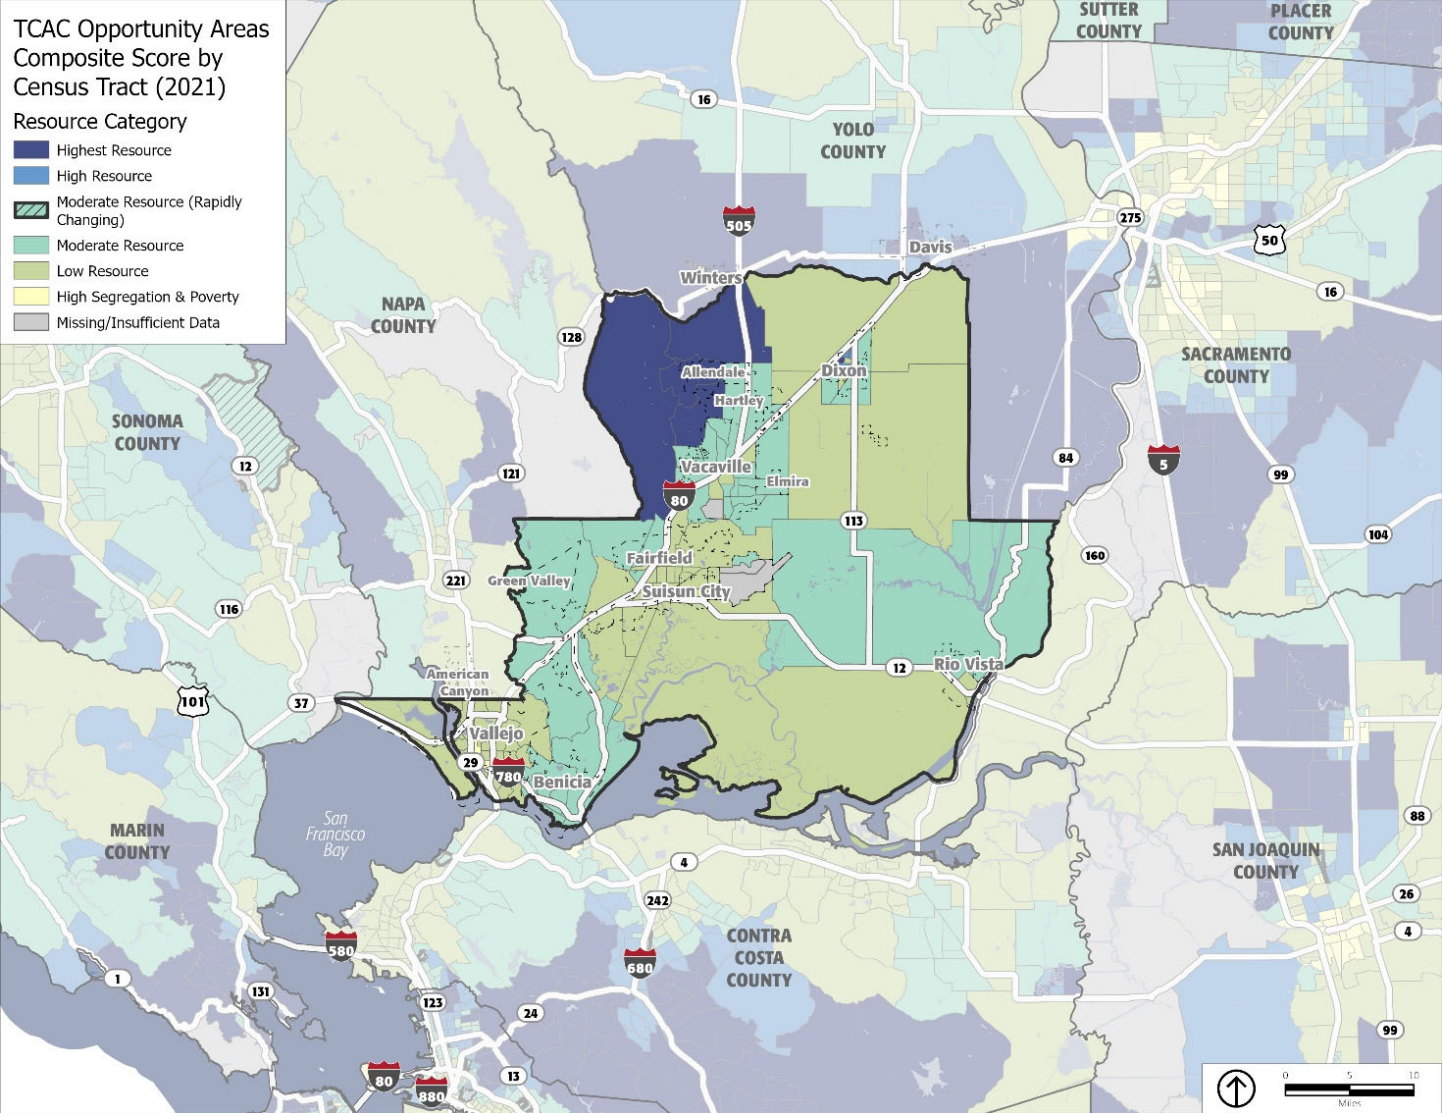 TCAC Opportunity Areas
Composite Score by
Census Tract (2021)
Resource Category
Highest Resource
High Resource
Moderate Resource (Rapidly
Changing)
Moderate Resource
Low Resource
High Segregation & Poverty
Missing/Insufficient Data
SUTTER
COUNTY
PLACER
COUNTY
16
YOLO
COUNTY
505
275
50
Davis
Winters
16
NAPA
COUNTY
128
SACRAMENTO
COUNTY
Allendale
Dixon
Hartley
SONOMA
COUNTY
12
121
Vacaville
Elmira
80
84
5
99
113
104
Fairfield
160
221
Green Valley
Suisun City
116
12
Rio Vista
American
Canyon
101
37
Vallejo
29
780
Benicia
San
Francisco
Bay
MARIN
COUNTY
88
SAN JOAQUIN
COUNTY
4
242
26
4
580
CONTRA
COSTA
COUNTY
680
1
131
123
24
99
80
880
13
0 5 10
Miles